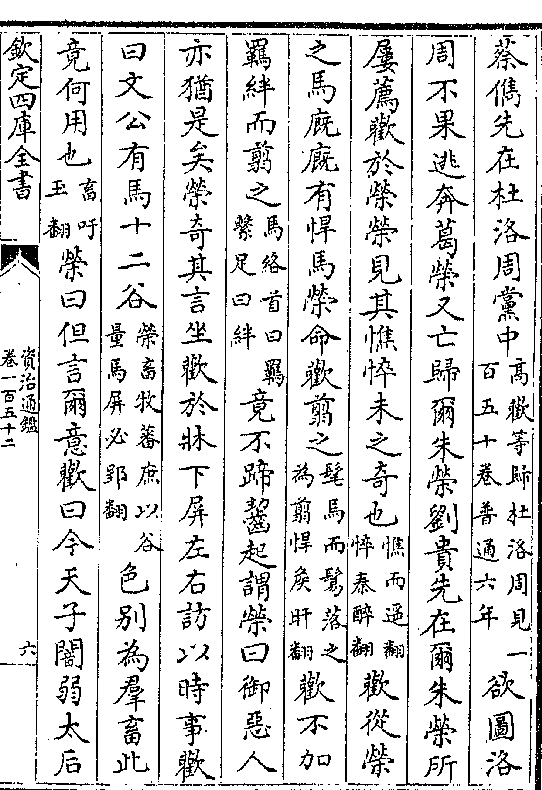 蔡儁先在杜洛周黨中高歡等歸杜洛周見一百五十卷普通六年欲圖洛
周不果逃奔葛榮又亡歸爾朱榮劉貴先在爾朱榮所
屢薦歡於榮榮見其憔悴未之奇也憔而逼翻悴秦醉翻歡從榮
之馬廐廐有悍馬榮命歡翦之髦馬而鬄落之為翦悍矦旰翻歡不加
羈絆而翦之馬絡首曰羈縶足曰絆竟不蹄齧起謂榮曰御惡人
亦猶是矣榮奇其言坐歡於牀下屏左右訪以時事歡
曰文公有馬十二谷榮畜牧蕃庶以谷量馬屏必郢翻色別為羣畜此
竟何用也畜吁玉翻榮曰但言爾意歡曰今天子闇弱太后
欽定四庫全書
資治通鑑
卷一百五十二
六